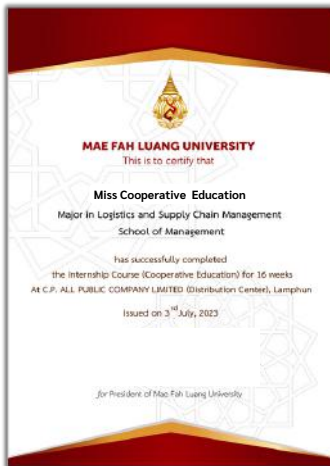 MAE FAH LUANG UNIVERSITY
This is to certify that
Miss Cooperative Education
Major in Logistics and Supply Chain Management
School of Management
has successfully completed
the Internship Course (Cooperative Education) for 16 weeks
At C.P. ALL PUBLIC COMPANY LIMITED (Distribution Center), Lamphun
Issued on 3rd July, 2023
for President of Mae Fah Luang University